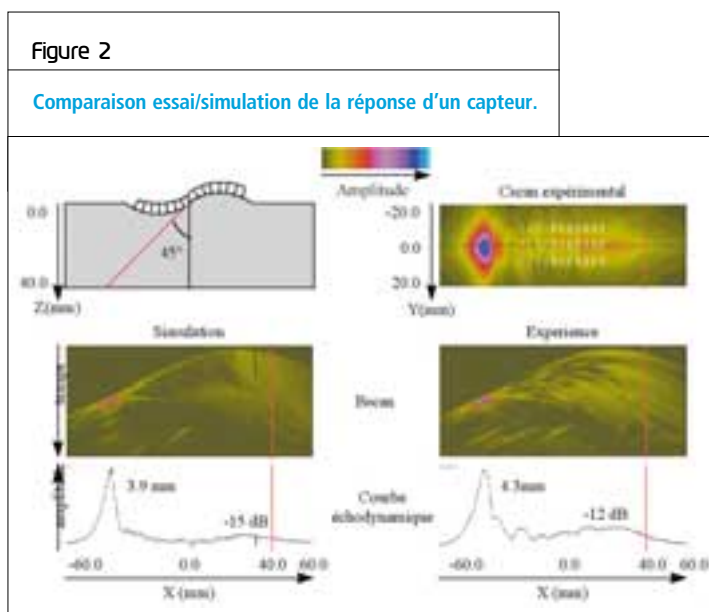 Figure 2
Comparaison essai/simulation de la réponse d'un capteur.
Amplitude
Cscan expérimental
0.0
40.0
Z(mm)
45°
-20.0
0.0
20.0
Y(mm)
Simulation
Expérience
Bscan
3.9 mm
-15 dB
Courbe
échodynamique
4.3mm
-12 dB
-60.0 0.0 40.0 60.0
X (mm)
-60.0 0.0 40.0 60.0
X (mm)